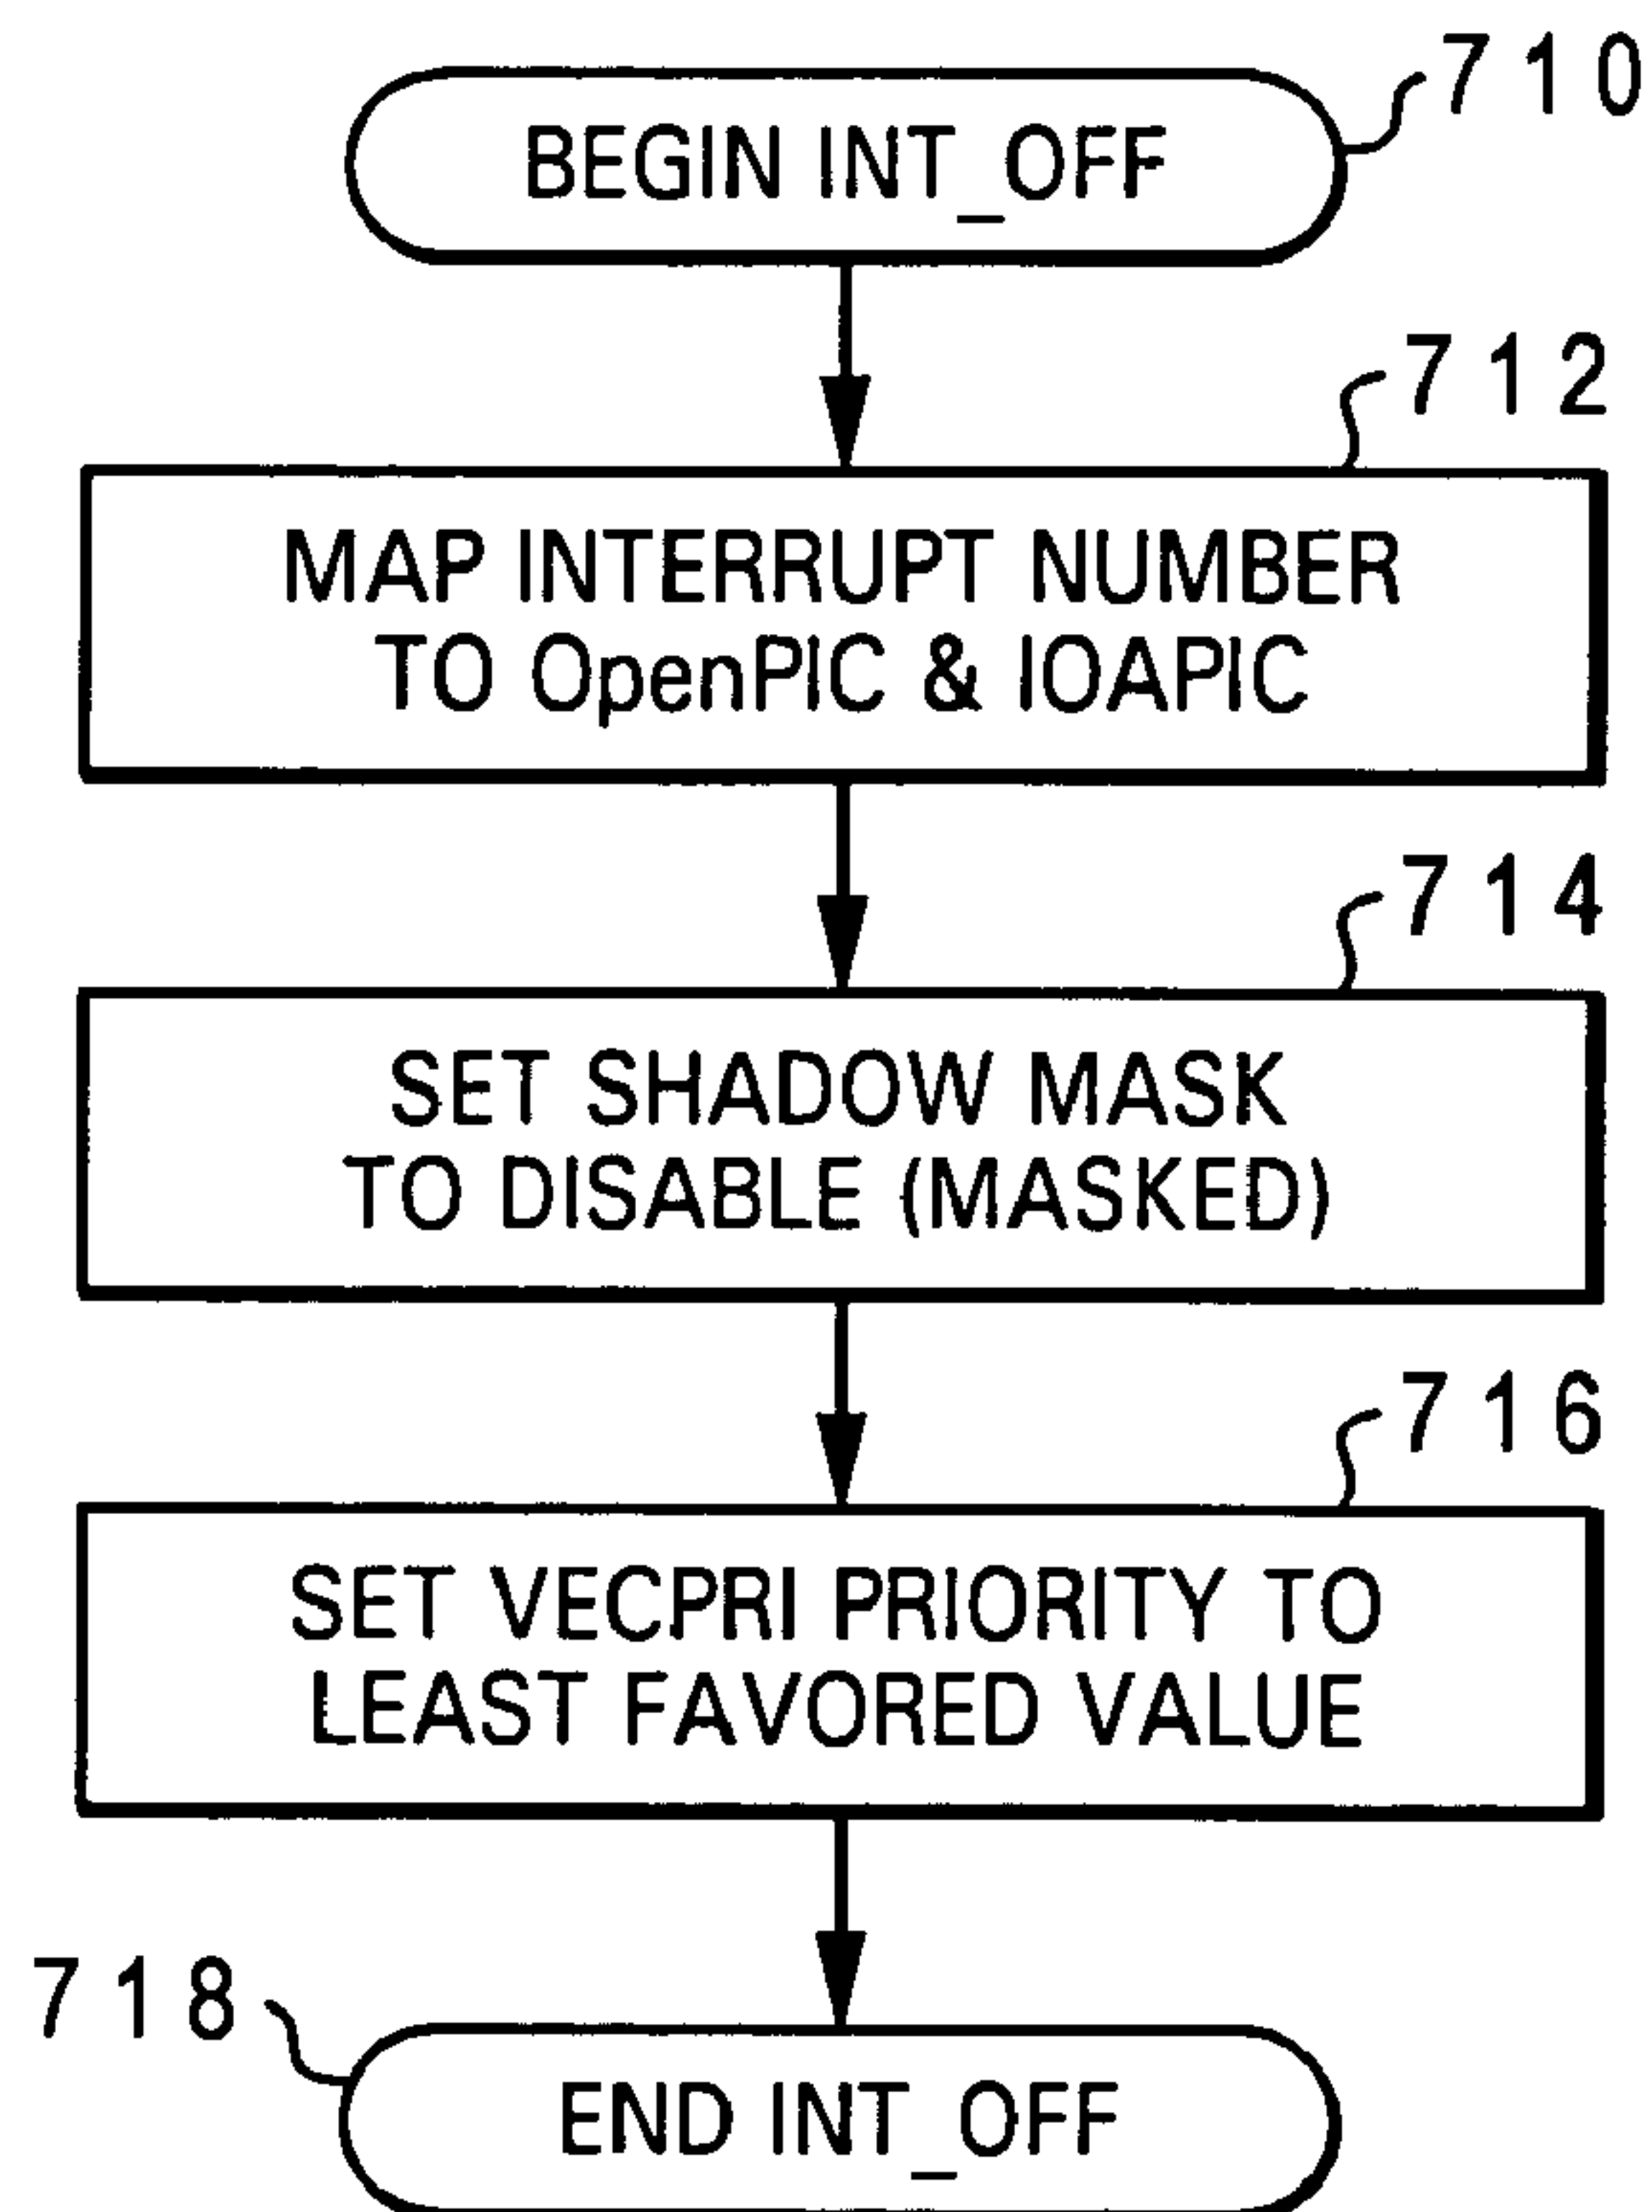 710
BEGIN INT_OFF
712
MAP INTERRUPT NUMBER
TO OpenPIC & IOAPIC
714
SET SHADOW MASK
TO DISABLE (MASKED)
716
SET VECPRI PRIORITY TO
LEAST FAVORED VALUE
718
END INT_OFF